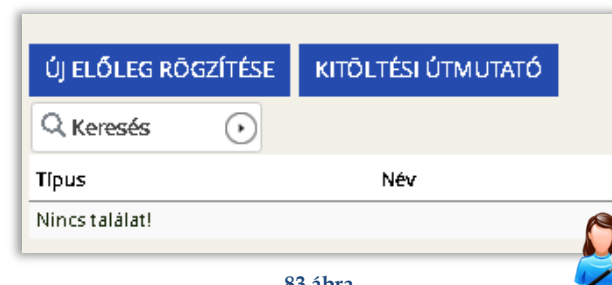 ÚJ ELŐLEG RÖGZÍTÉSE KITÖLTÉSI ÚTMUTATÓ
Keresés
Típus Név
Nincs találat!
83 ábra